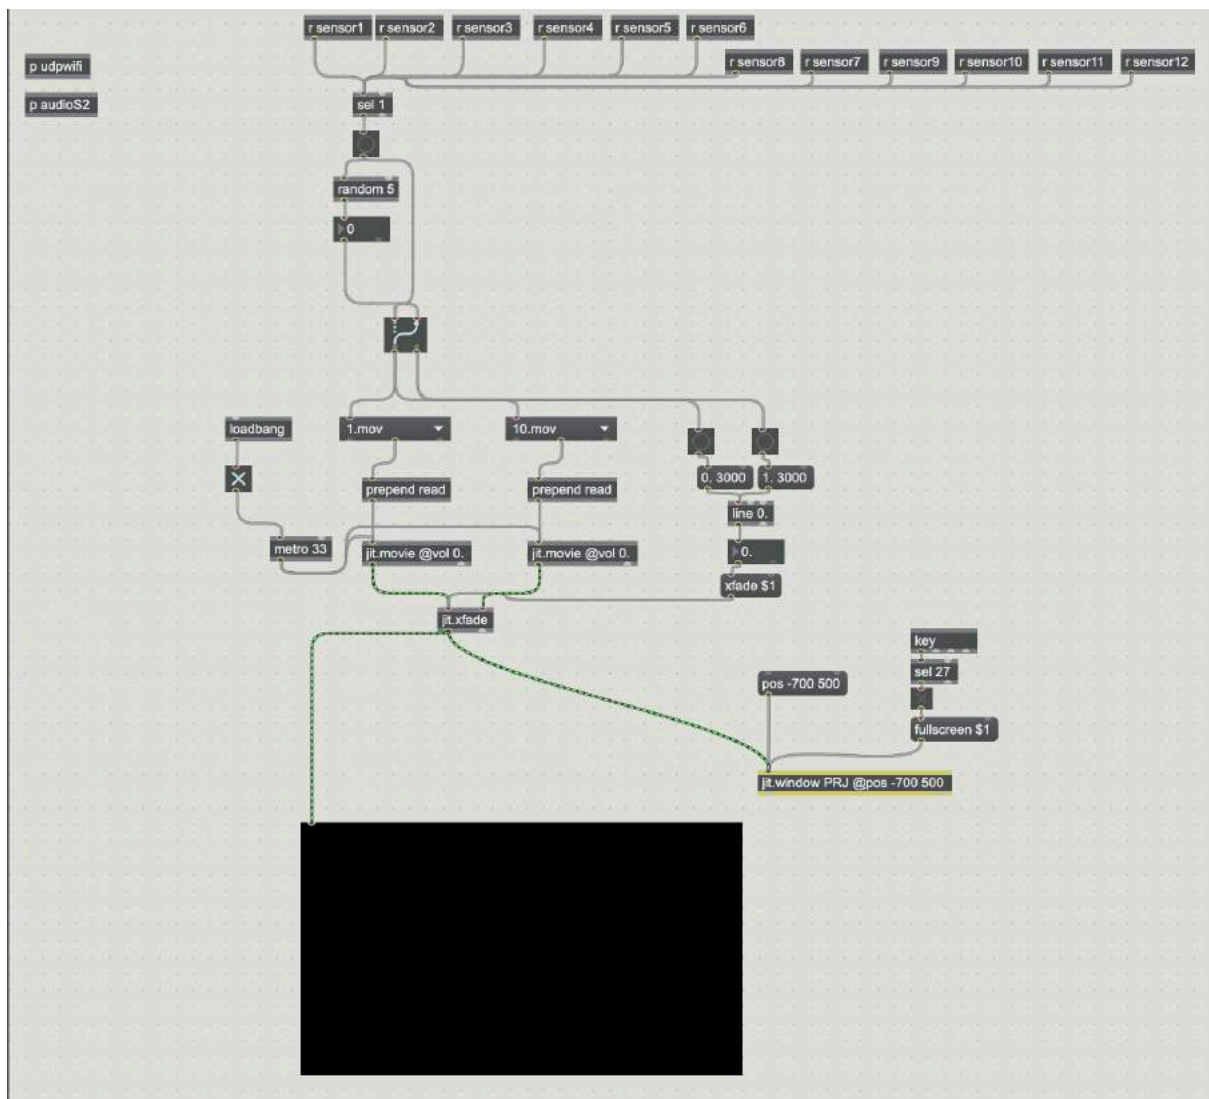 r sensor1
r sensor2
r sensor3
r sensor4
r sensor5
r sensor6
r sensor8
r sensor7
r sensor9
r sensor10
r sensor11
r sensor12
p udpwifi
p audioS2
sel 1
random 5
0
loadbang
1.mov
10.mov
0. 3000
1. 3000
prepend read
prepend read
line 0.
metro 33
jit.movie @vol 0.
jit.movie @vol 0.
0.
xfade $1
jit.xfade
key
sel 27
pos -700 500
fullscreen $1
jit.window PRJ @pos -700 500